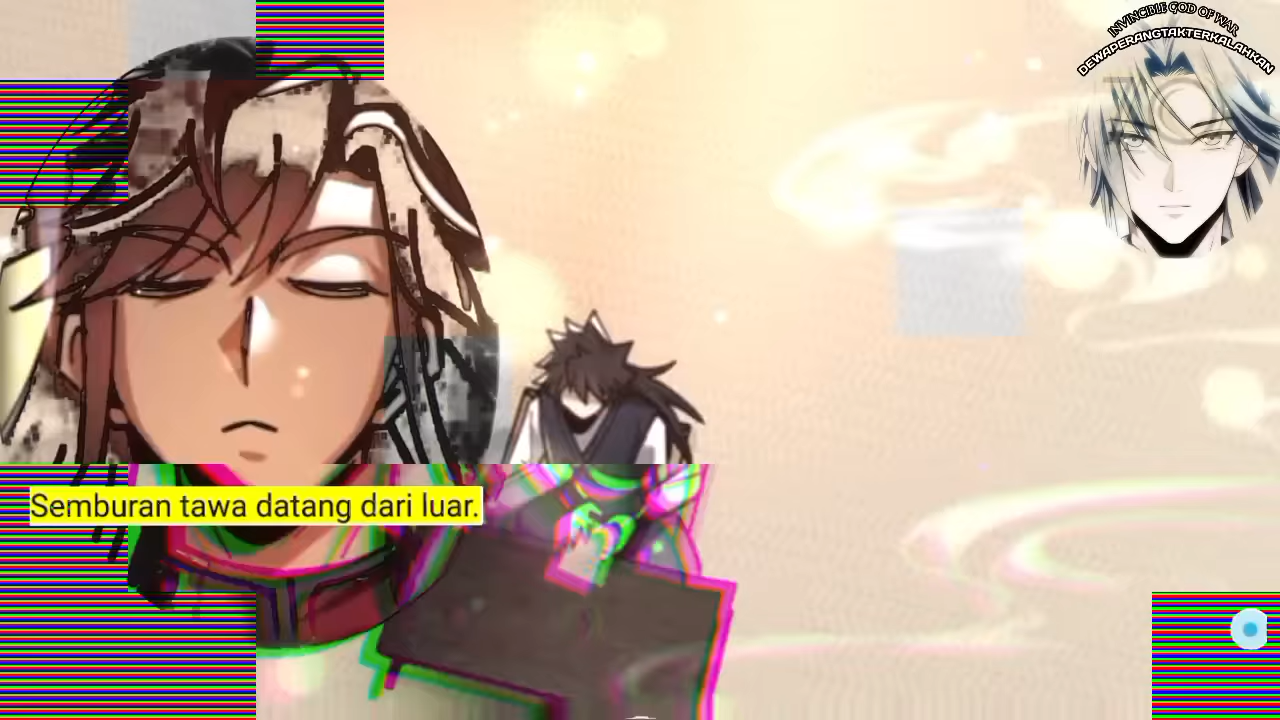 INVINCIBLE GOD OF WAR
DEWAPERANGTAKTERKALAHKAN
Semburan tawa datang dari luar.